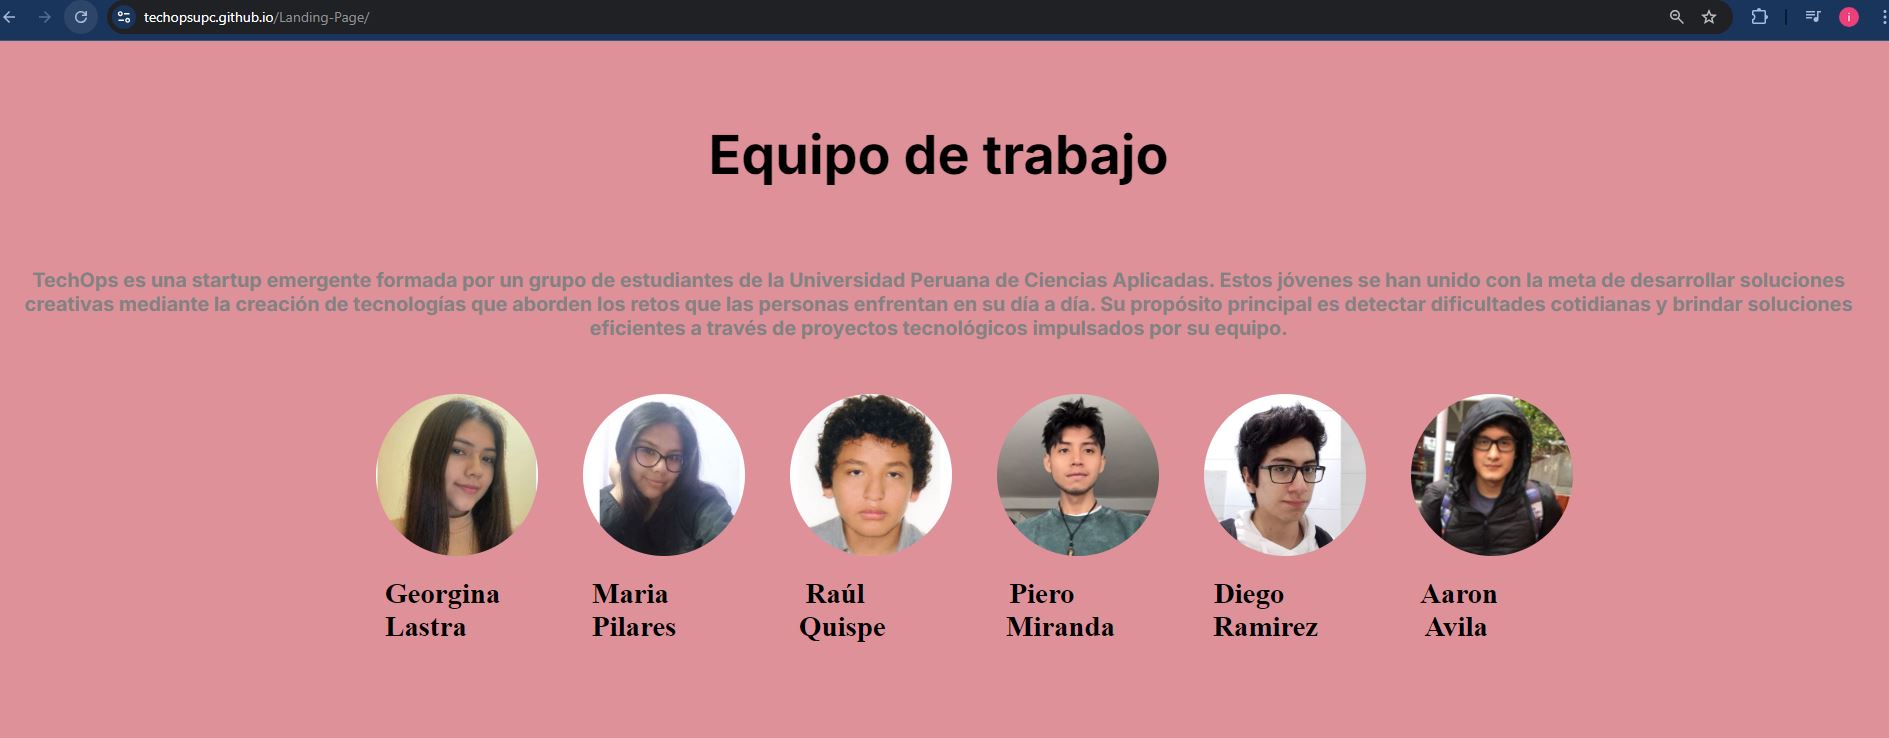 techopsupc.github.io/Landing-Page/
i
Equipo de trabajo
TechOps es una startup emergente formada por un grupo de estudiantes de la Universidad Peruana de Ciencias Aplicadas. Estos jóvenes se han unido con la meta de desarrollar soluciones
creativas mediante la creación de tecnologías que aborden los retos que las personas enfrentan en su día a día. Su propósito principal es detectar dificultades cotidianas y brindar soluciones
eficientes a través de proyectos tecnológicos impulsados por su equipo.
Georgina
Lastra
Maria
Pilares
Raúl
Quispe
Piero
Miranda
Diego
Ramirez
Aaron
Avila